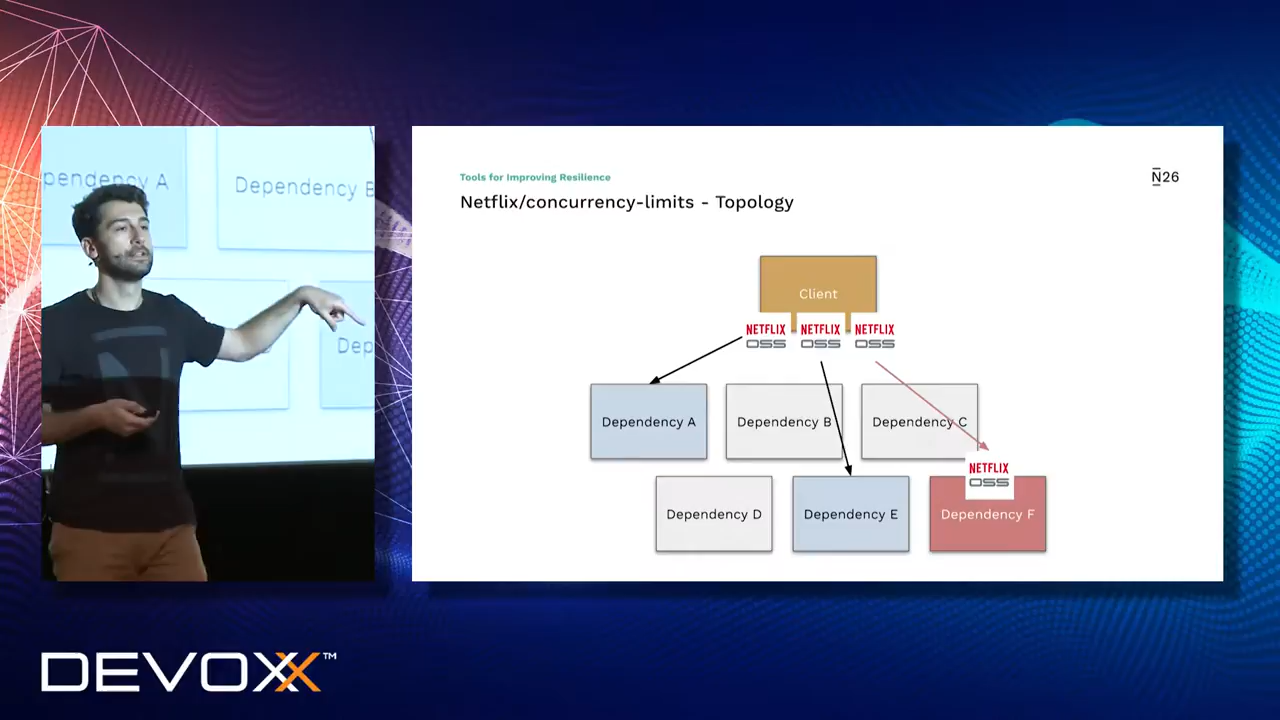 pendency A
Dependency B
Dep
Tools for Improving Resilience
N26
Netflix/concurrency-limits - Topology
Client
NETFLIX OSS
NETFLIX OSS
NETFLIX OSS
Dependency A
Dependency B
Dependency C
NETFLIX OSS
Dependency D
Dependency E
Dependency F
DEVOXX™